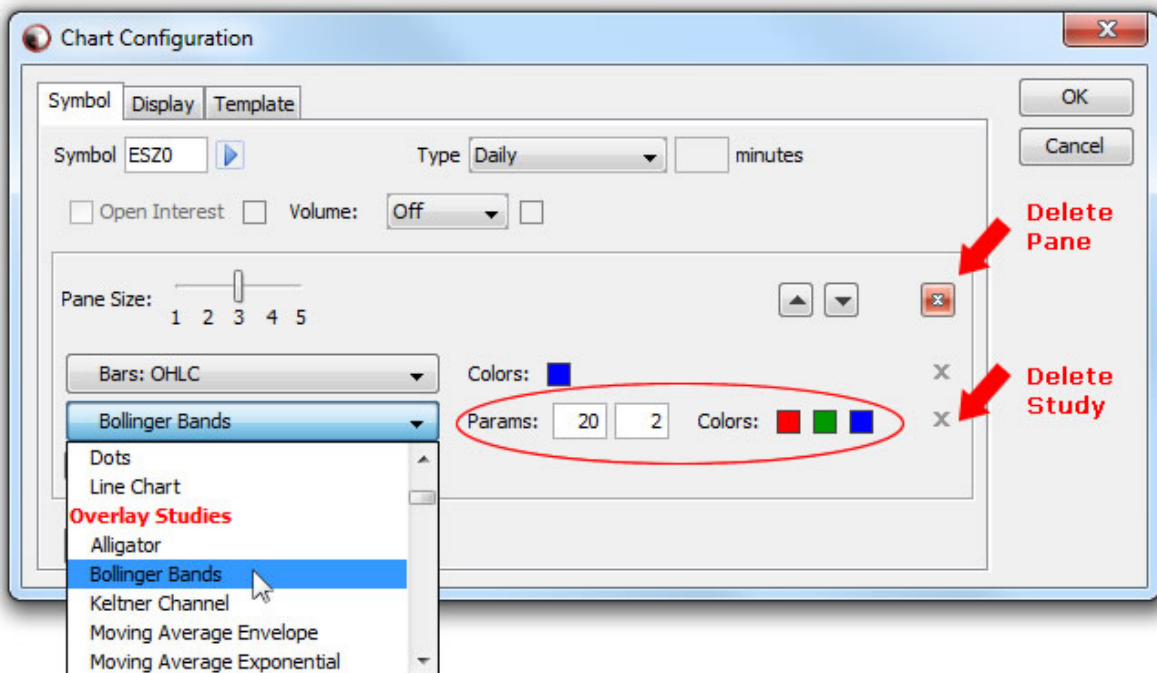 Chart Configuration
Symbol Display Template
OK
Symbol ESZ0 Type Daily minutes
Cancel
Open Interest Volume: Off
Delete
Pane
Pane Size:
1 2 3 4 5
x
Bars: OHLC Colors: x
Delete
Study
Bollinger Bands Params: 20 2 Colors: x
Dots
Line Chart
Overlay Studies
Alligator
Bollinger Bands
Keltner Channel
Moving Average Envelope
Moving Average Exponential